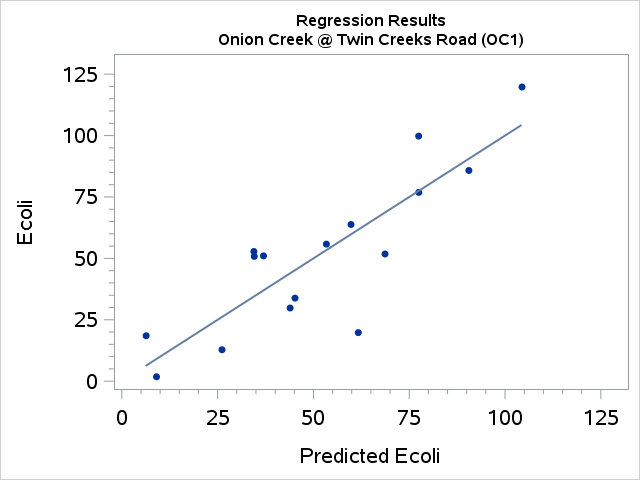 Regression Results
Onion Creek @ Twin Creeks Road (OC1)
125
100
75
50
25
0
Ecoli
0 25 50 75 100 125
Predicted Ecoli